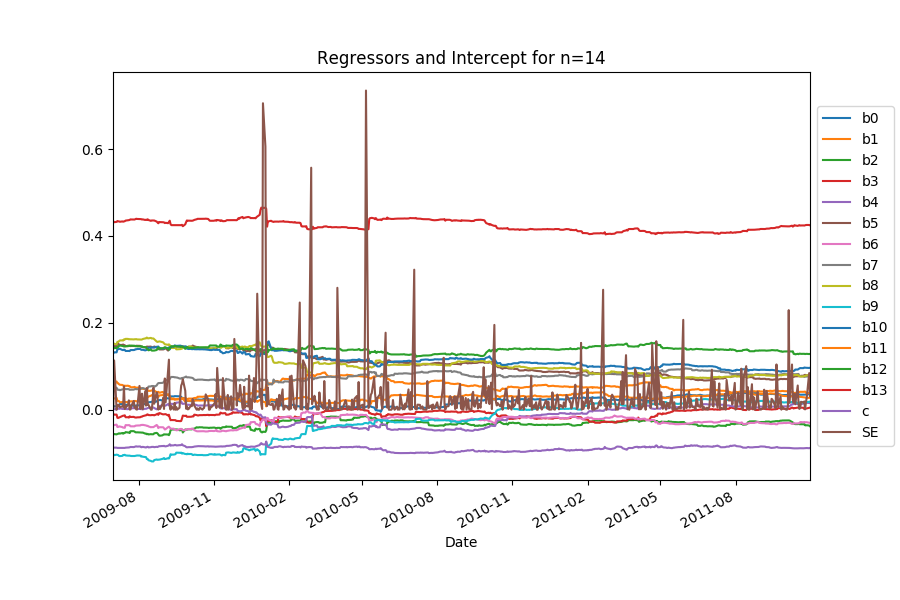 Regressors and Intercept for n=14
0.6
0.4
0.2
0.0
2009-08
2009-11
2010-02
2010-05
2010-08
2010-11
2011-02
2011-05
2011-08
Date
b0
b1
b2
b3
b4
b5
b6
b7
b8
b9
b10
b11
b12
b13
c
SE